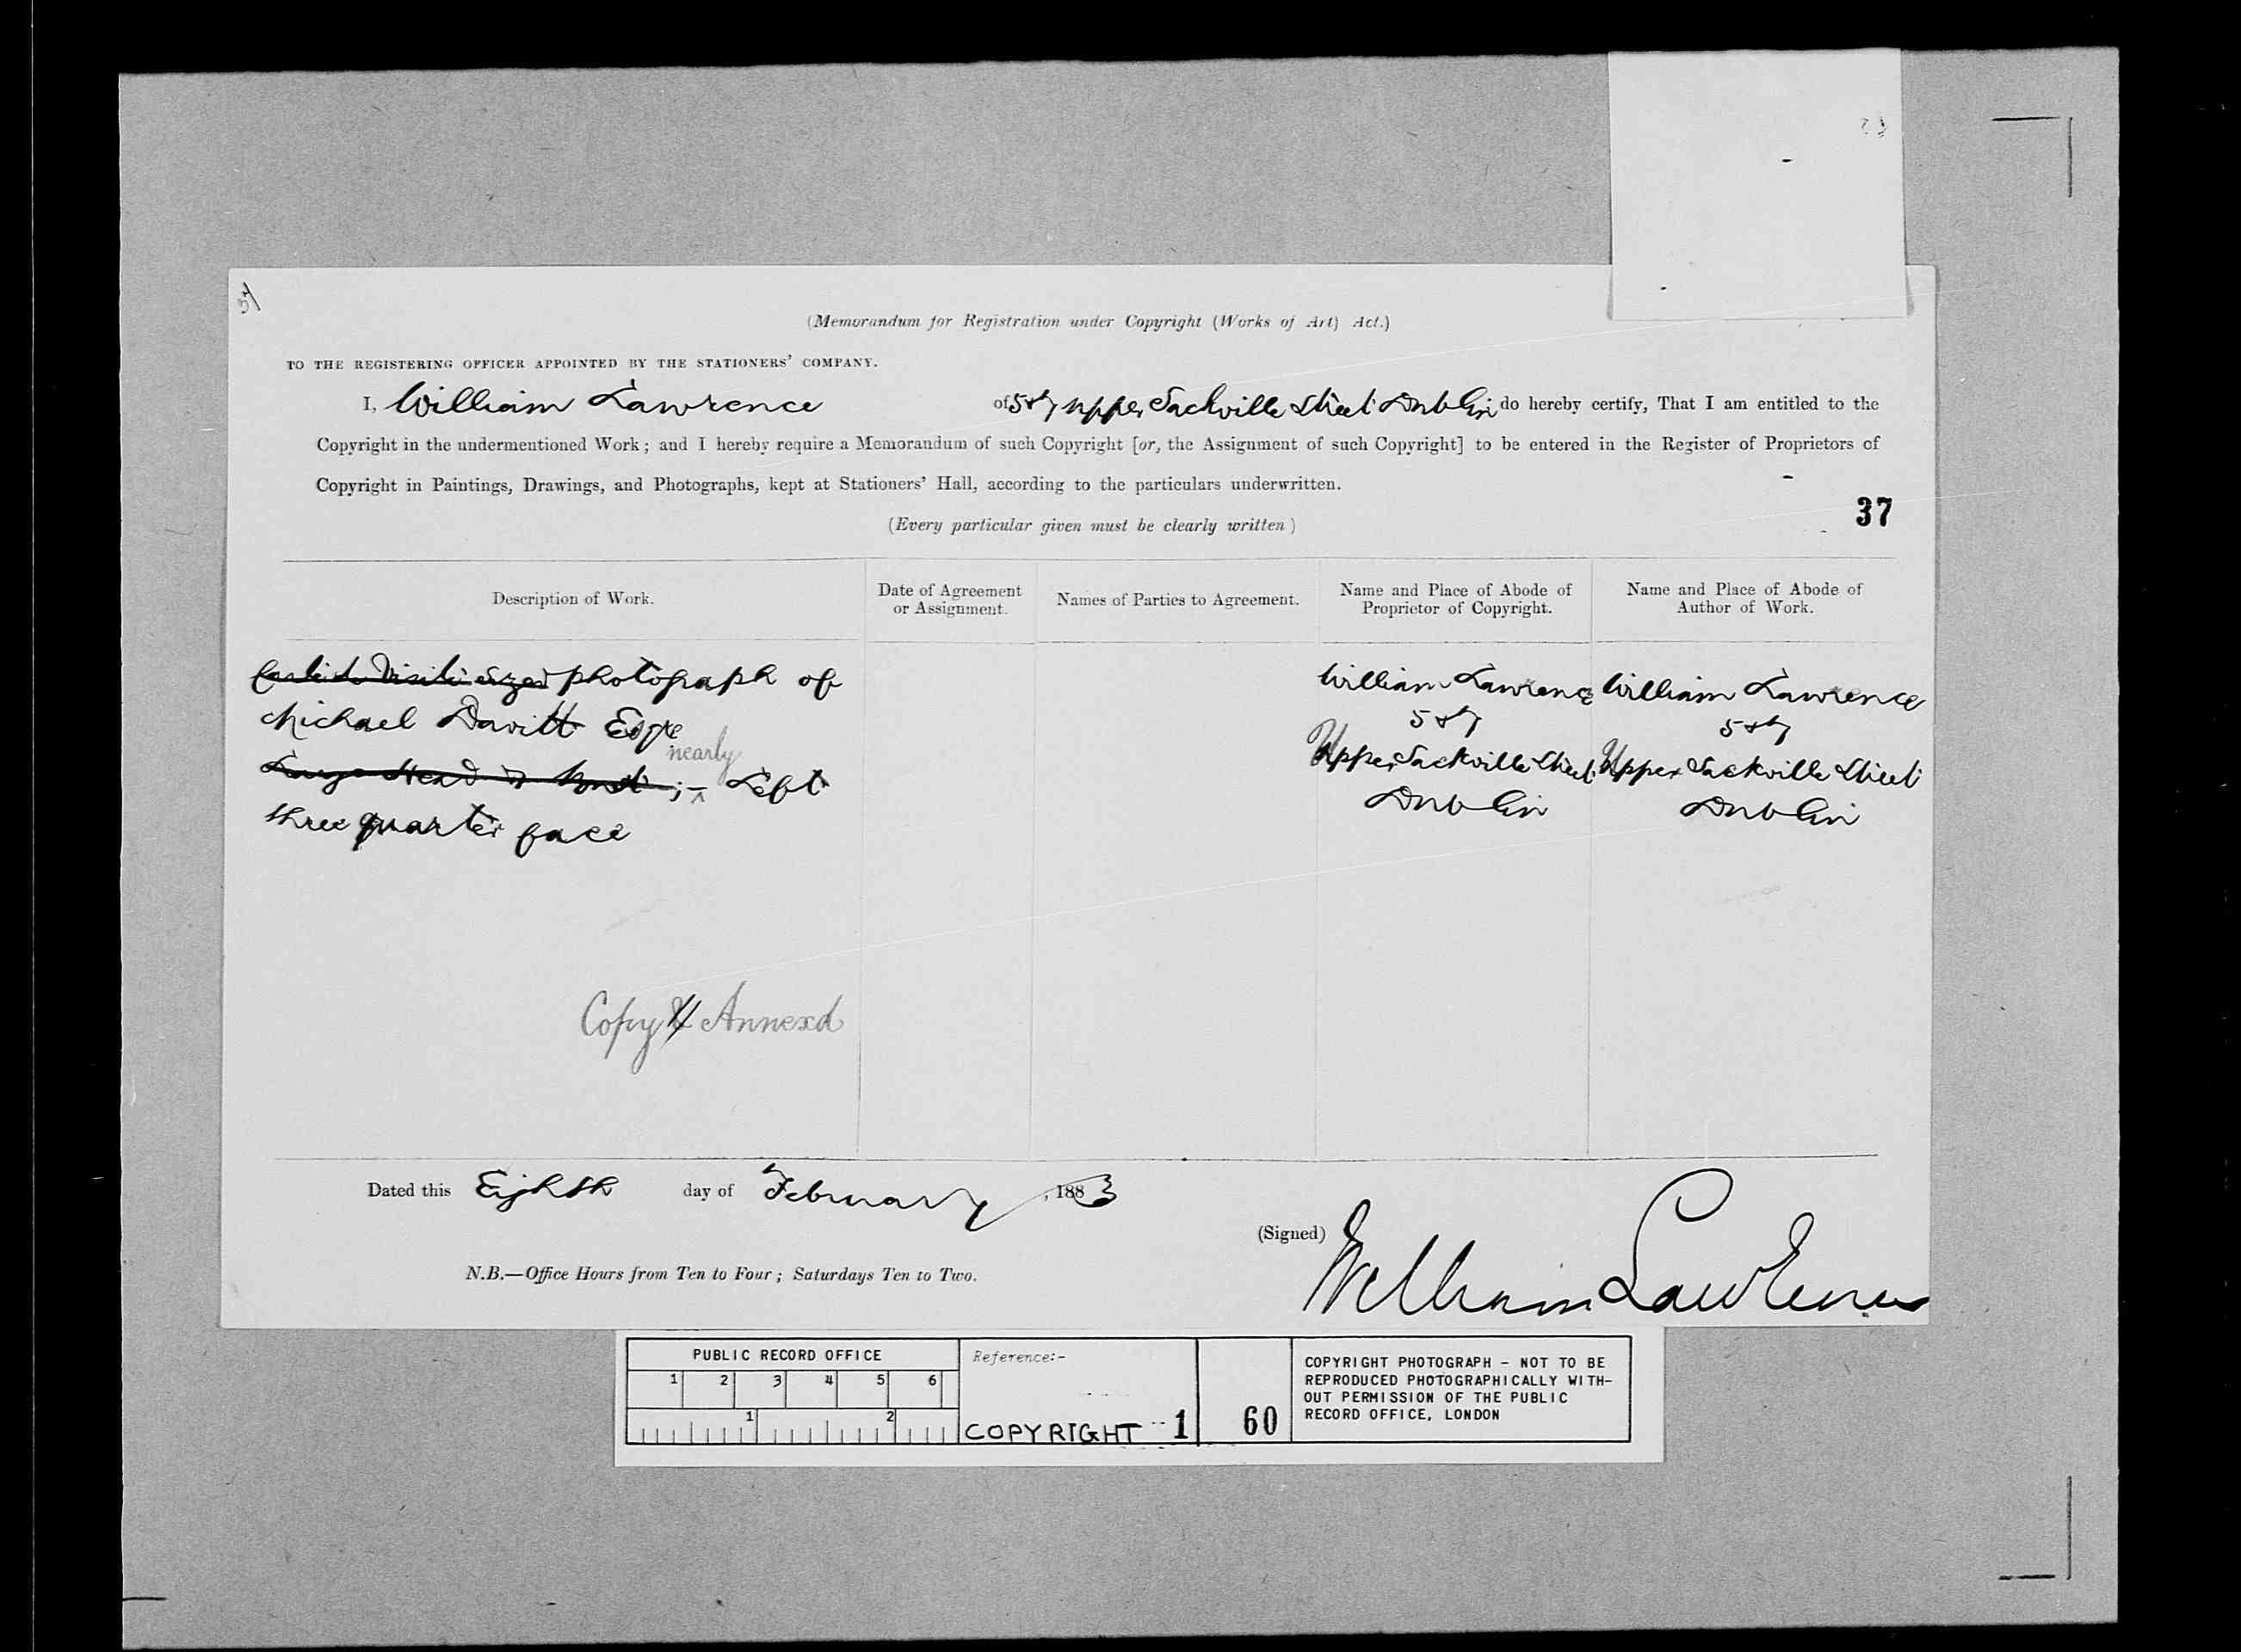 37
(Memorandum for Registration under Copyright (Works of Art) Act.)
TO THE REGISTERING OFFICER APPOINTED BY THE STATIONERS' COMPANY.
I, William Lawrence of 5 & 7 Upper Sackville Street Dublin do hereby certify, That I am entitled to the
Copyright in the undermentioned Work; and I hereby require a Memorandum of such Copyright [or, the Assignment of such Copyright] to be entered in the Register of Proprietors of
Copyright in Paintings, Drawings, and Photographs, kept at Stationers' Hall, according to the particulars underwritten.
37
(Every particular given must be clearly written)
Description of Work.
Date of Agreement
or Assignment.
Names of Parties to Agreement.
Name and Place of Abode of
Proprietor of Copyright.
Name and Place of Abode of
Author of Work.
Carte de Visite sized photograph of
Michael Davitt Esqre
nearly
Large Head & Bust ;- Left
three quarter face
Copy Annexd
William Lawrence
5 & 7
Upper Sackville Street
Dublin
William Lawrence
5 & 7
Upper Sackville Street
Dublin
Dated this Eighth day of February, 1883
(Signed) William Lawrence
N.B.—Office Hours from Ten to Four; Saturdays Ten to Two.
PUBLIC RECORD OFFICE
1 2 3 4 5 6
1 2
Reference:-
COPYRIGHT 1
60
COPYRIGHT PHOTOGRAPH - NOT TO BE
REPRODUCED PHOTOGRAPHICALLY WITH-
OUT PERMISSION OF THE PUBLIC
RECORD OFFICE, LONDON